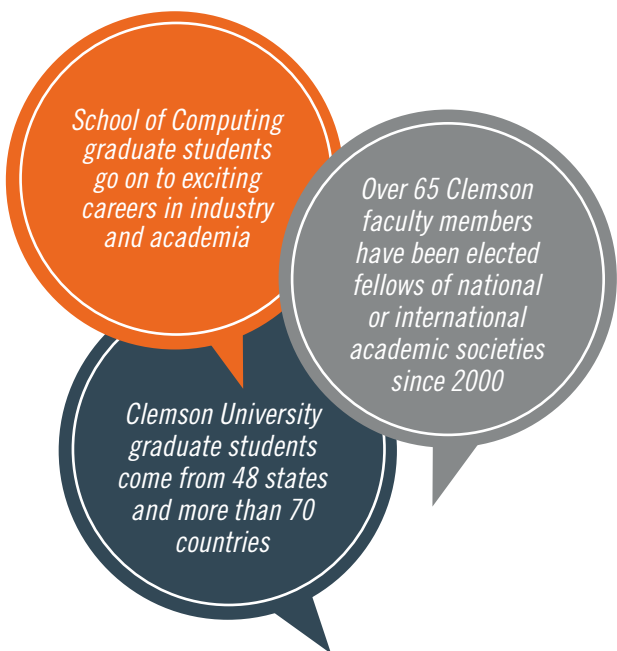 School of Computing
graduate students
go on to exciting
careers in industry
and academia
Over 65 Clemson
faculty members
have been elected
fellows of national
or international
academic societies
since 2000
Clemson University
graduate students
come from 48 states
and more than 70
countries